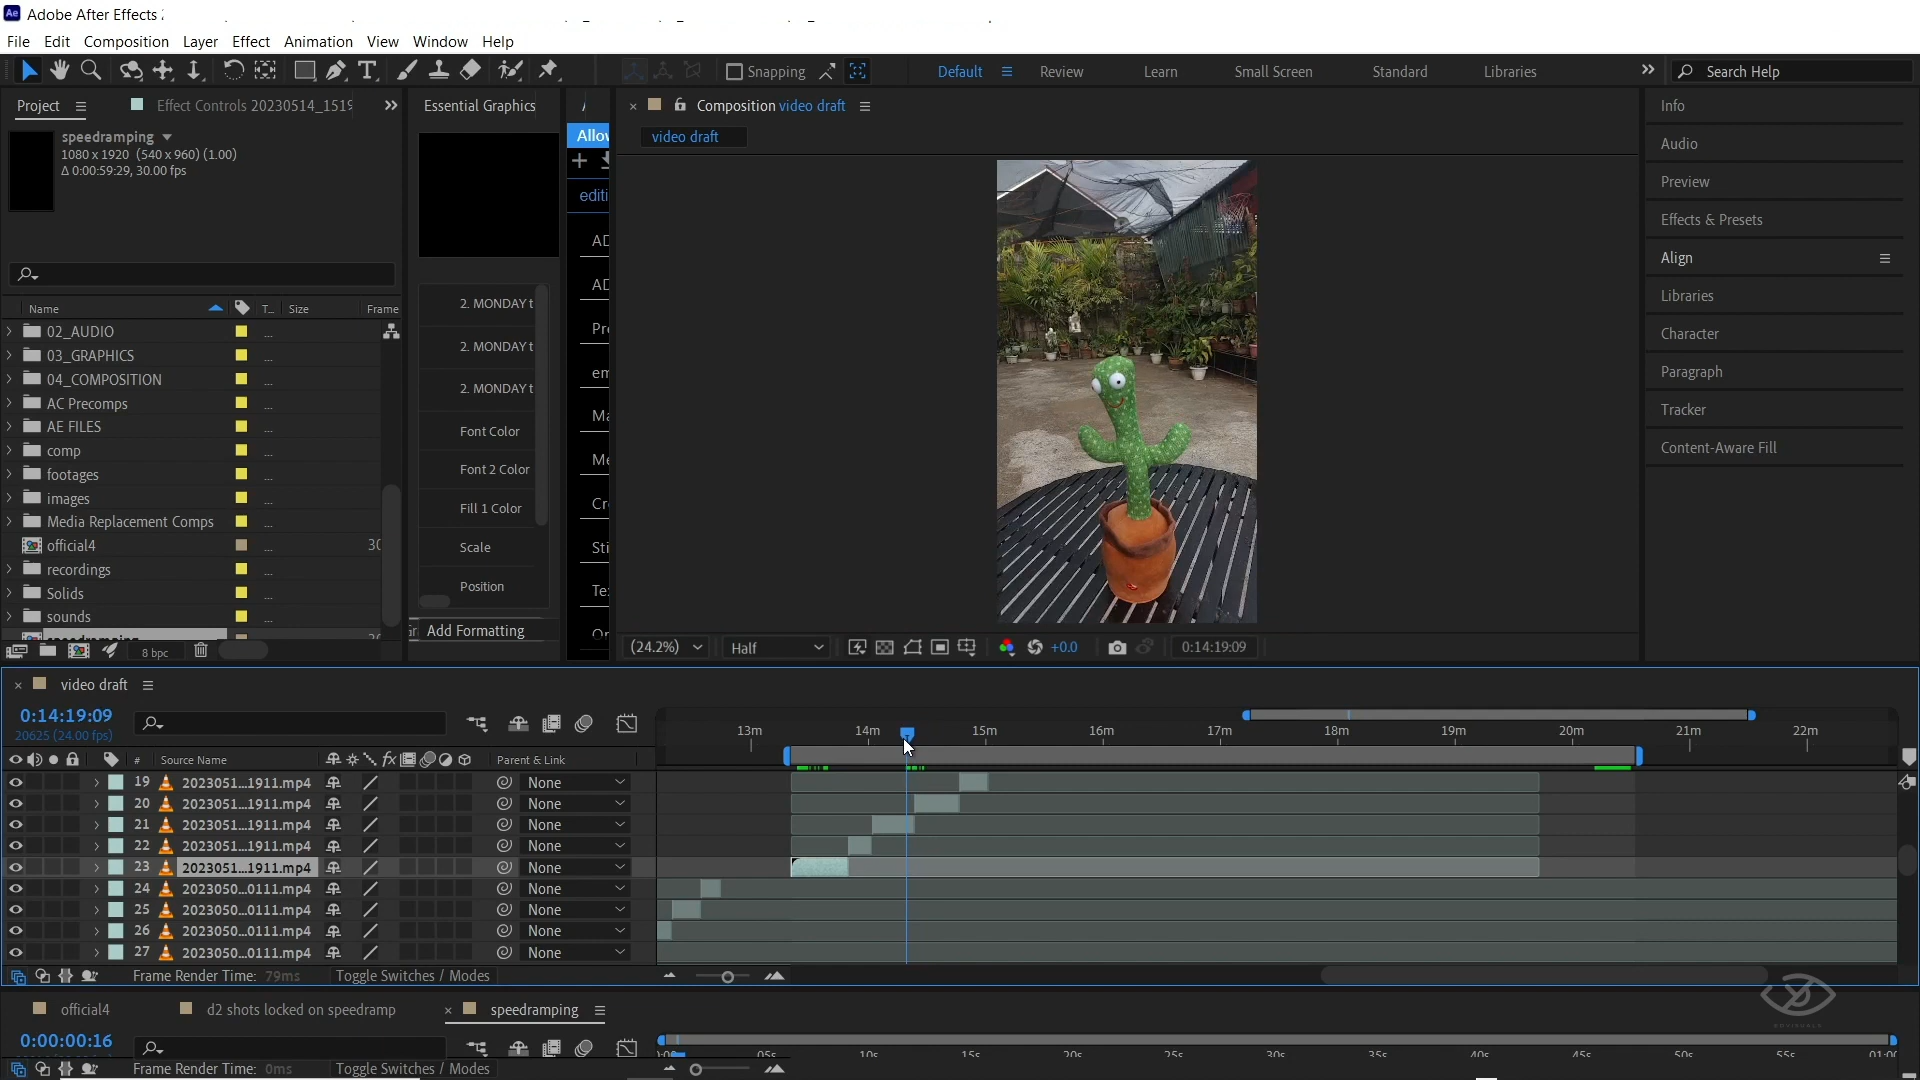 Adobe After Effects
File Edit Composition Layer Effect Animation View Window Help
Snapping
Default Review Learn Small Screen Standard Libraries
Search Help
Project
Effect Controls 20230514_1519
Essential Graphics
Composition video draft
video draft
speedramping
1080 x 1920 (540 x 960) (1.00)
Δ 0:00:59:29, 30.00 fps
Name T... Size Frame
02_AUDIO ...
03_GRAPHICS ...
04_COMPOSITION ...
AC Precomps ...
AE FILES ...
comp ...
footages ...
images ...
Media Replacement Comps ...
official4 30
recordings ...
Solids ...
sounds ...
speedramping
8 bpc
2. MONDAY t
2. MONDAY t
2. MONDAY t
Font Color
Font 2 Color
Fill 1 Color
Scale
Position
Add Formatting
Allow
editi
AD
AD
Pre
em
Ma
Me
Cre
Sti
Te
Or
(24.2%) Half +0.0 0:14:19:09
Info
Audio
Preview
Effects & Presets
Align
Libraries
Character
Paragraph
Tracker
Content-Aware Fill
video draft
0:14:19:09
20625 (24.00 fps)
13m 14m 15m 16m 17m 18m 19m 20m 21m 22m
# Source Name fx Parent & Link
19 2023051...1911.mp4 None
20 2023051...1911.mp4 None
21 2023051...1911.mp4 None
22 2023051...1911.mp4 None
23 2023051...1911.mp4 None
24 2023050...0111.mp4 None
25 2023050...0111.mp4 None
26 2023050...0111.mp4 None
27 2023050...0111.mp4 None
Frame Render Time: 79ms Toggle Switches / Modes
official4 d2 shots locked on speedramp speedramping
0:00:00:16
05s 10s 15s 20s 25s 30s 35s 40s 45s 50s 55s 01:00
Frame Render Time: 0ms Toggle Switches / Modes